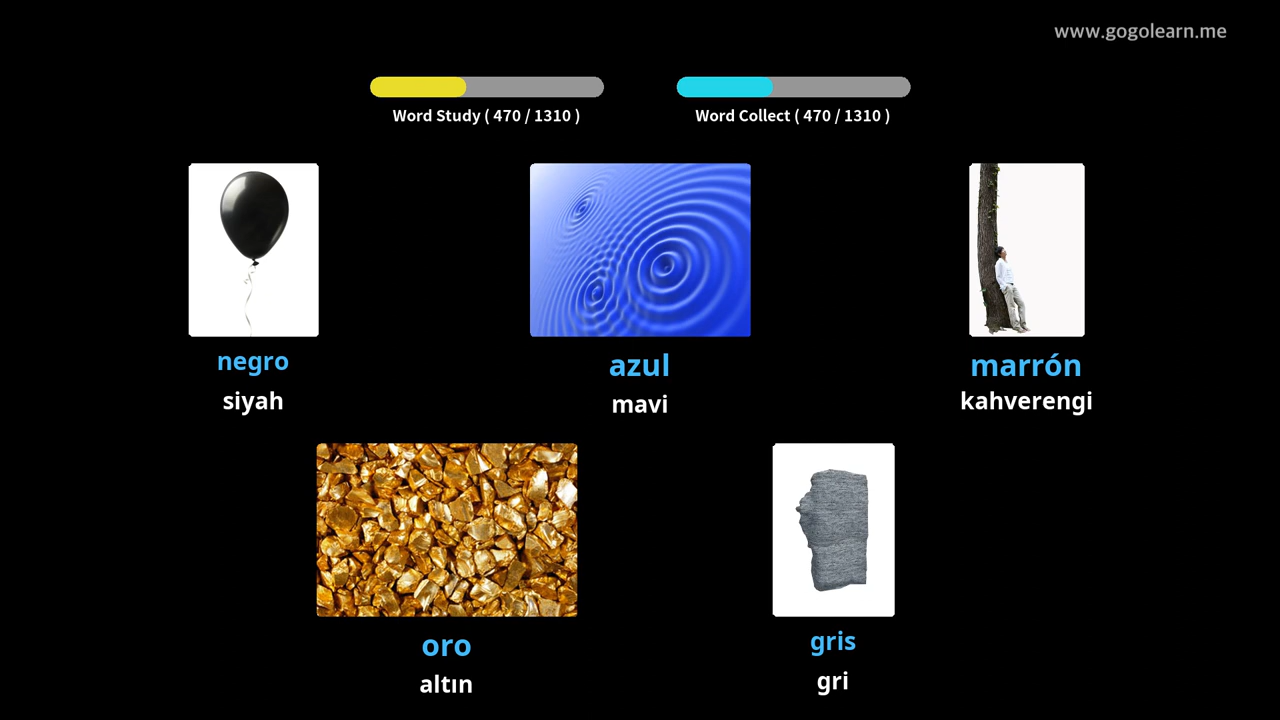 www.gogolearn.me
Word Study ( 470 / 1310 )
Word Collect ( 470 / 1310 )
negro
siyah
azul
mavi
marrón
kahverengi
oro
altın
gris
gri